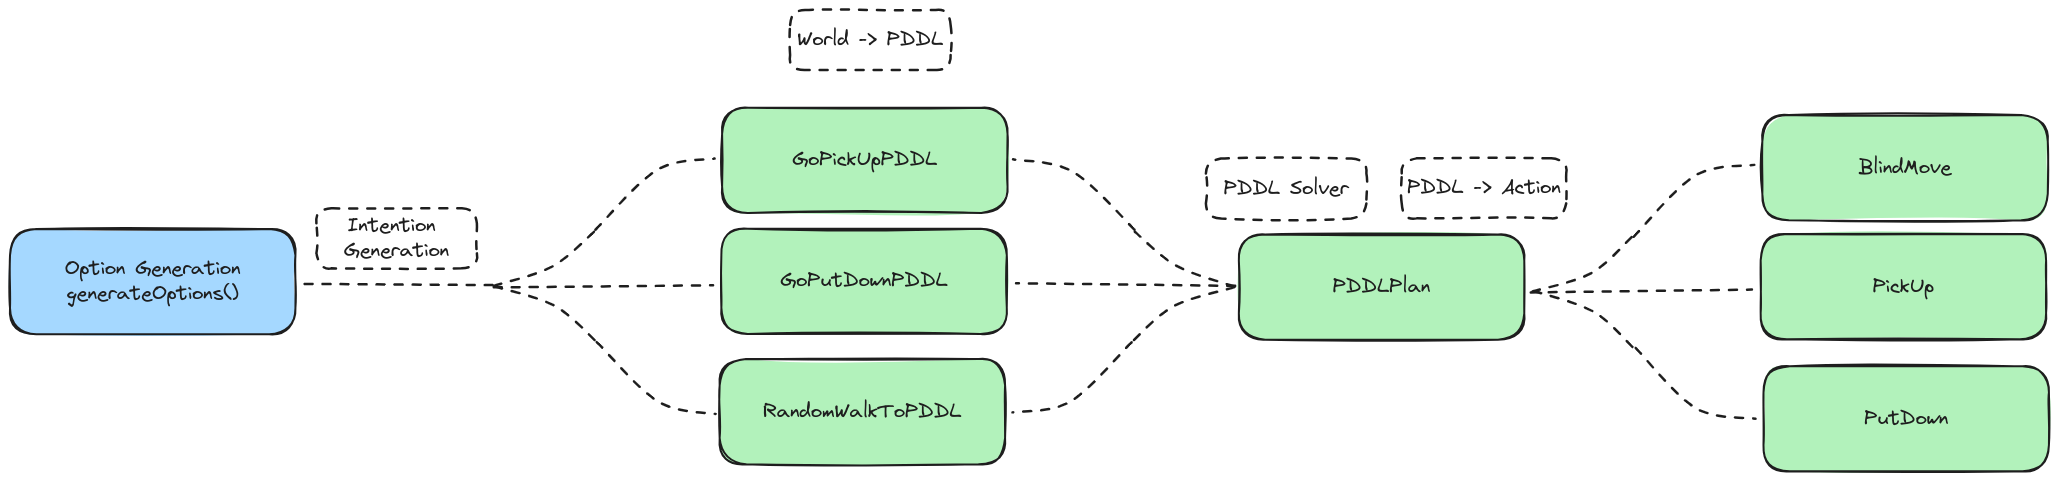 World -> PDDL
GoPickUpPDDL
Intention
Generation
Option Generation
generateOptions()
GoPutDownPDDL
RandomWalkToPDDL
PDDL Solver
PDDL -> Action
PDDLPlan
BlindMove
PickUp
PutDown